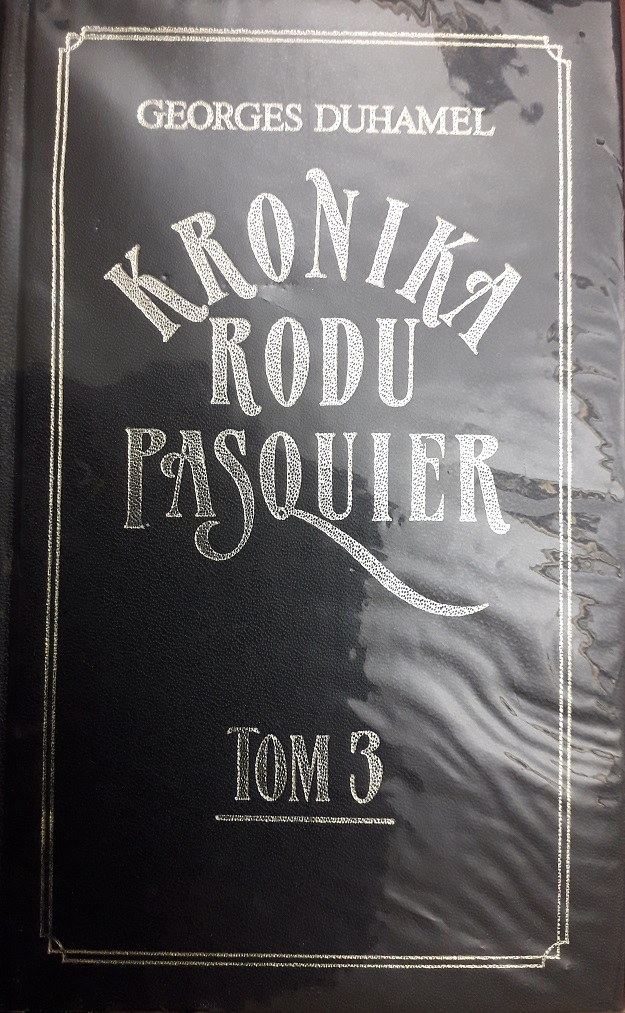 GEORGES DUHAMEL
KRONIKA
RODU
PASQUIER
TOM 3